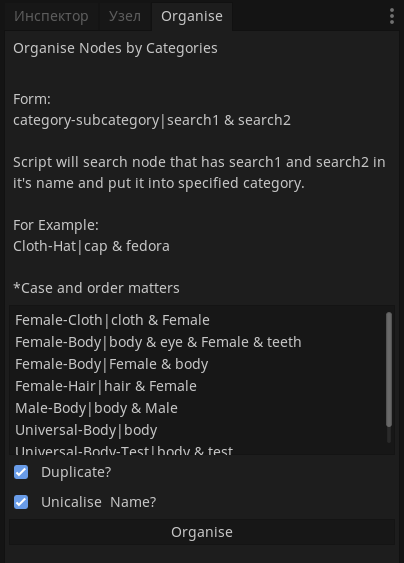 Инспектор Узел Organise
Organise Nodes by Categories
Form:
category-subcategory|search1 & search2
Script will search node that has search1 and search2 in
it's name and put it into specified category.
For Example:
Cloth-Hat|cap & fedora
*Case and order matters
Female-Cloth|cloth & Female
Female-Body|body & eye & Female & teeth
Female-Body|Female & body
Female-Hair|hair & Female
Male-Body|body & Male
Universal-Body|body
Universal-Body-Test|body & test
Duplicate?
Unicalise Name?
Organise